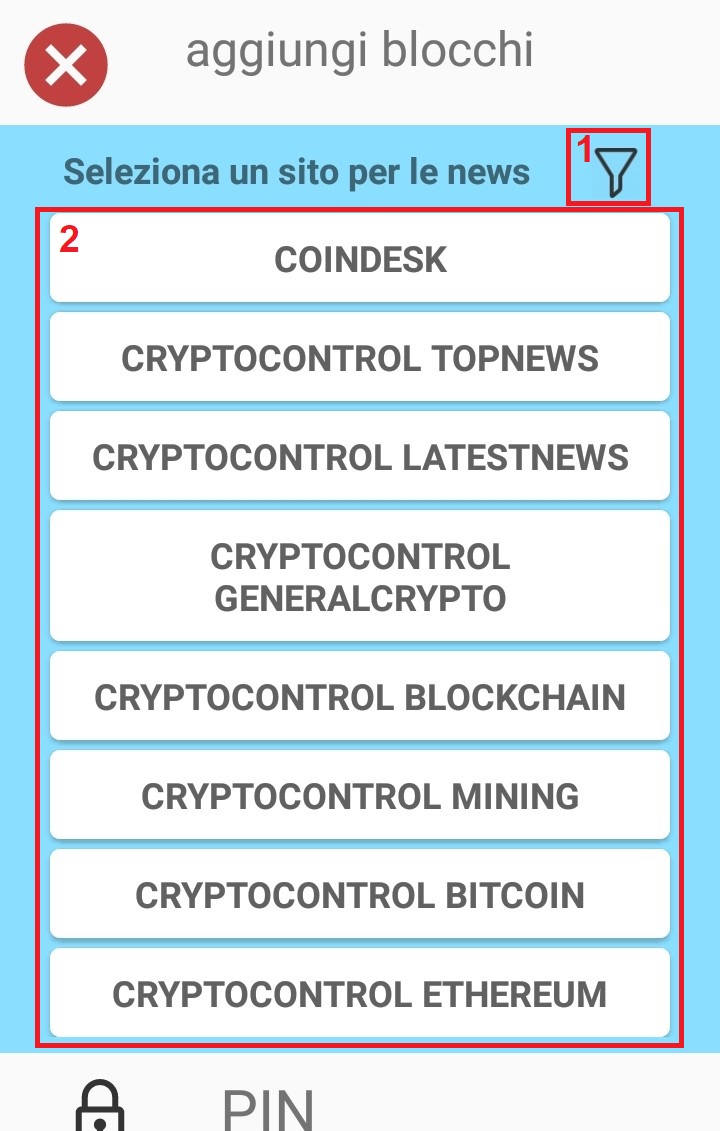 aggiungi blocchi
Seleziona un sito per le news
1
2
COINDESK
CRYPTOCONTROL TOPNEWS
CRYPTOCONTROL LATESTNEWS
CRYPTOCONTROL
GENERALCRYPTO
CRYPTOCONTROL BLOCKCHAIN
CRYPTOCONTROL MINING
CRYPTOCONTROL BITCOIN
CRYPTOCONTROL ETHEREUM
PIN